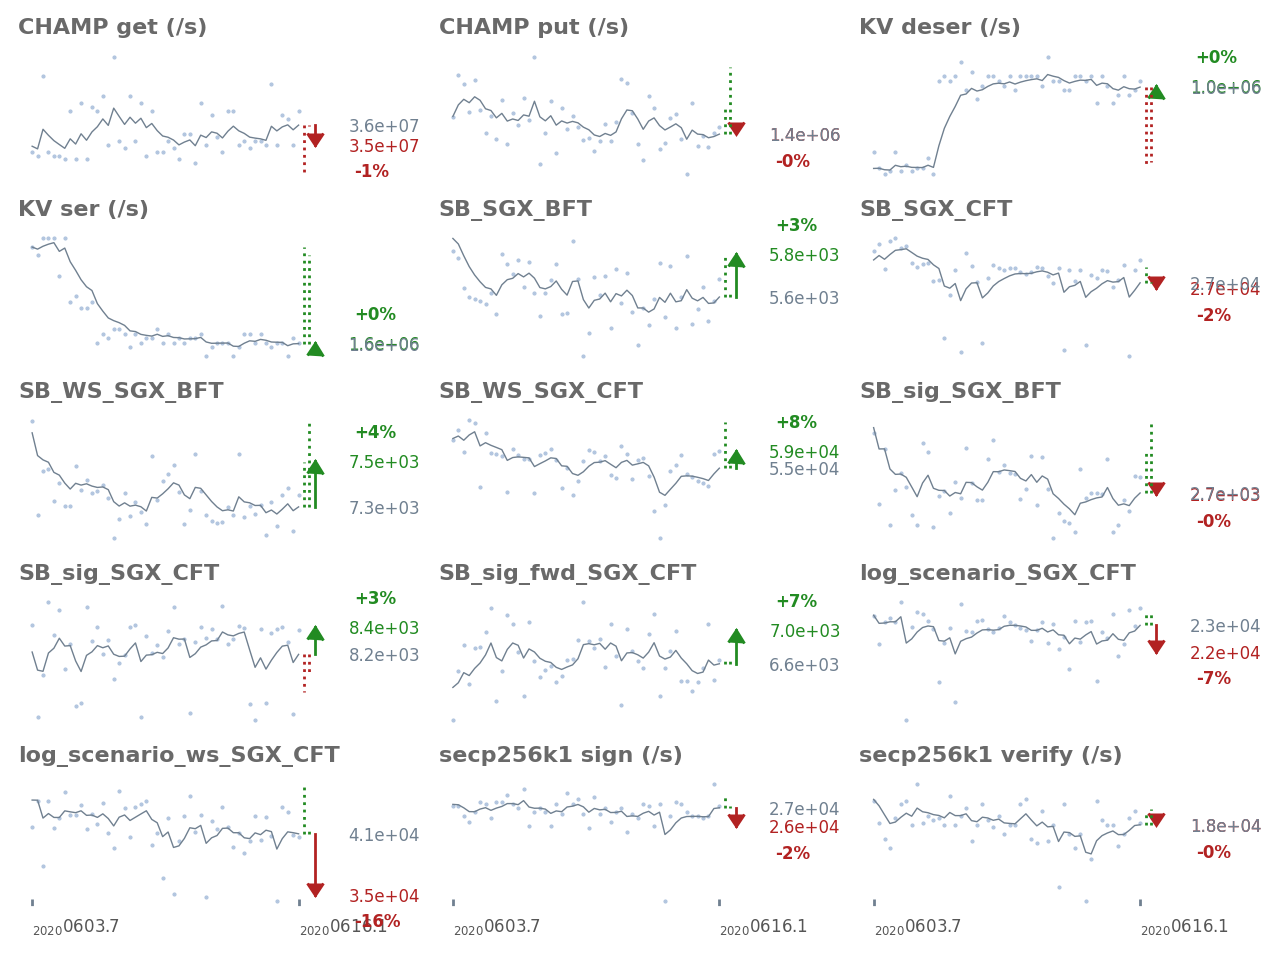 CHAMP get (/s)
3.6e+07
3.5e+07
-1%
CHAMP put (/s)
1.4e+06
-0%
KV deser (/s)
+0%
1.0e+06
KV ser (/s)
+0%
1.6e+06
SB_SGX_BFT
+3%
5.8e+03
5.6e+03
SB_SGX_CFT
2.7e+04
2.7e+04
-2%
SB_WS_SGX_BFT
+4%
7.5e+03
7.3e+03
SB_WS_SGX_CFT
+8%
5.9e+04
5.5e+04
SB_sig_SGX_BFT
2.7e+03
-0%
SB_sig_SGX_CFT
+3%
8.4e+03
8.2e+03
SB_sig_fwd_SGX_CFT
+7%
7.0e+03
6.6e+03
log_scenario_SGX_CFT
2.3e+04
2.2e+04
-7%
log_scenario_ws_SGX_CFT
4.1e+04
3.5e+04
-16%
20200603.7
20200616.1
secp256k1 sign (/s)
2.7e+04
2.6e+04
-2%
20200603.7
20200616.1
secp256k1 verify (/s)
1.8e+04
-0%
20200603.7
20200616.1